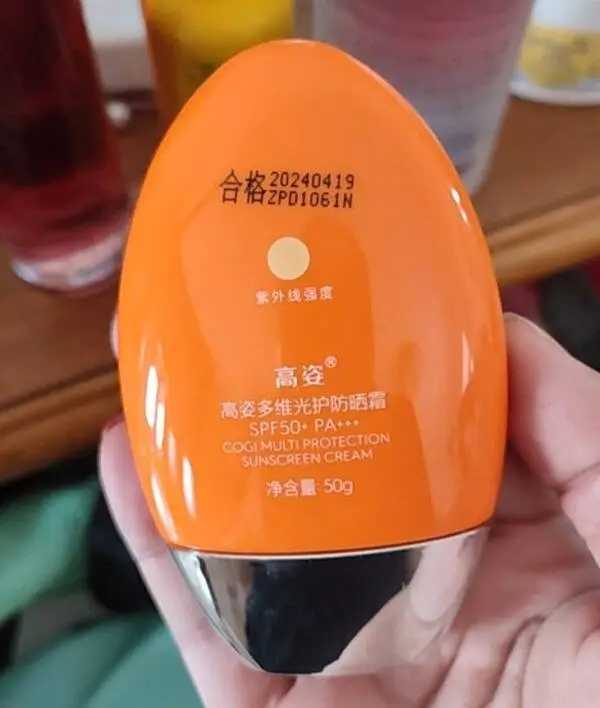 合格 20240419
ZPD1061N
紫外线强度
高姿®
高姿多维光护防晒霜
SPF50+ PA+++
COGI MULTI PROTECTION
SUNSCREEN CREAM
净含量: 50g